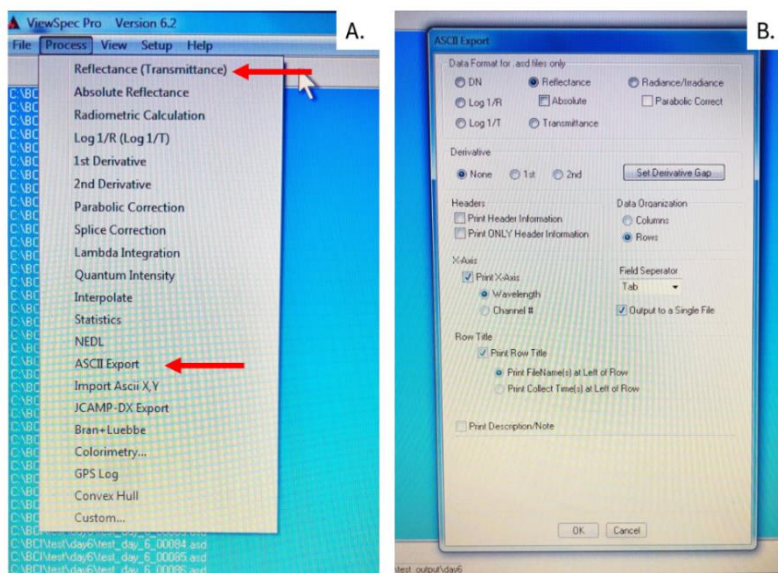 ViewSpec Pro Version 6.2
A.
File Process View Setup Help
Reflectance (Transmittance)
Absolute Reflectance
Radiometric Calculation
Log 1/R (Log 1/T)
1st Derivative
2nd Derivative
Parabolic Correction
Splice Correction
Lambda Integration
Quantum Intensity
Interpolate
Statistics
NEDL
ASCII Export
Import Ascii X,Y
JCAMP-DX Export
Bran+Luebbe
Colorimetry...
GPS Log
Convex Hull
Custom...
C:\BCI\test\day6\test_day_6_00084.asd
C:\BCI\test\day6\test_day_6_00085.asd
C:\BCI\test\day6\test_day_6_00086.asd
B.
ASCII Export
Data Format for .asd files only
DN Reflectance Radiance/Irradiance
Log 1/R Absolute Parabolic Correct
Log 1/T Transmittance
Derivative
None 1st 2nd Set Derivative Gap
Headers Data Organization
Print Header Information Columns
Print ONLY Header Information Rows
X-Axis Field Seperator
Print X-Axis Tab
Wavelength Output to a Single File
Channel #
Row Title
Print Row Title
Print FileName(s) at Left of Row
Print Collect Time(s) at Left of Row
Print Description/Note
OK Cancel
test_output\day6